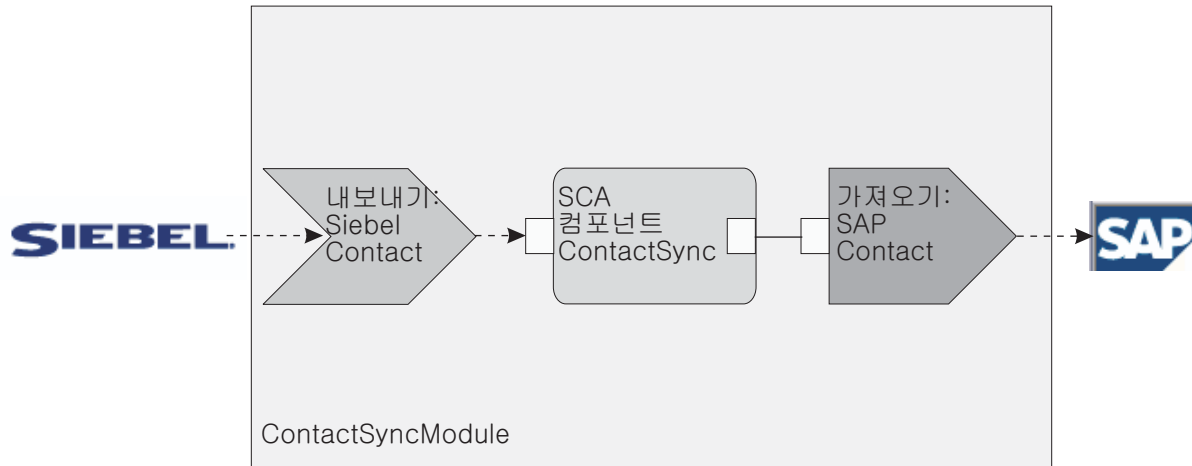 SIEBEL.
내보내기:
Siebel
Contact
SCA
컴포넌트
ContactSync
가져오기:
SAP
Contact
SAP
ContactSyncModule